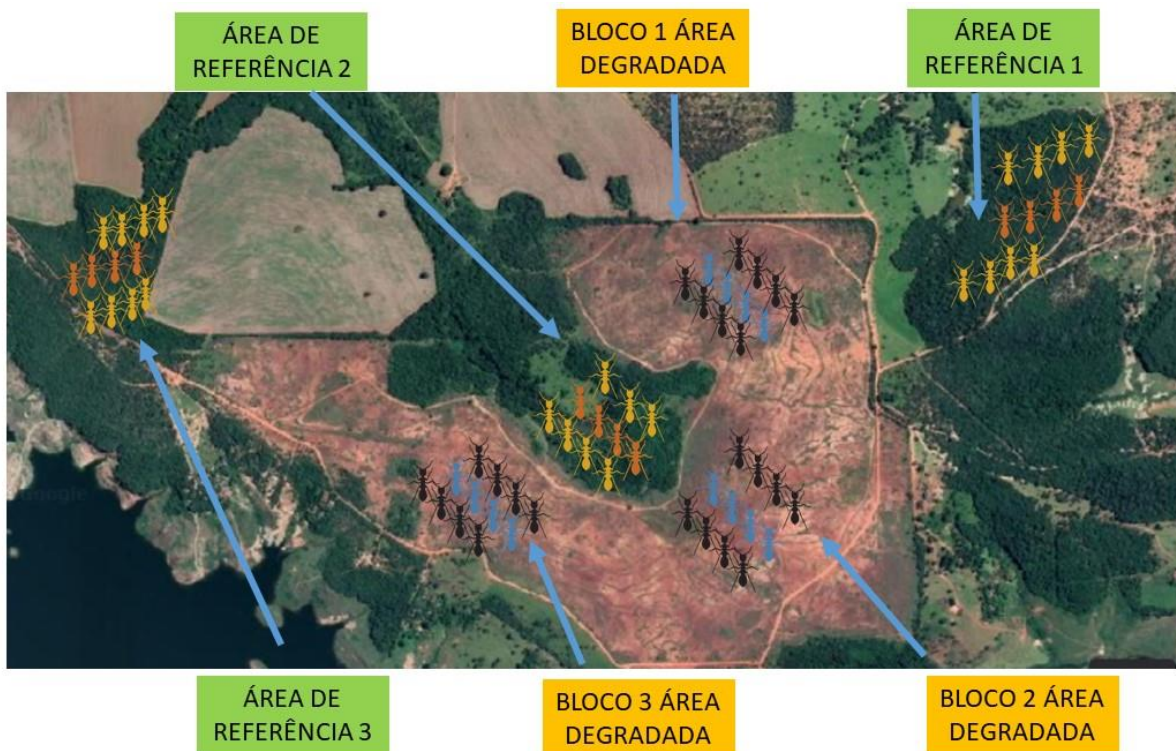 ÁREA DE
REFERÊNCIA 2
BLOCO 1 ÁREA
DEGRADADA
ÁREA DE
REFERÊNCIA 1
Google
ÁREA DE
REFERÊNCIA 3
BLOCO 3 ÁREA
DEGRADADA
BLOCO 2 ÁREA
DEGRADADA